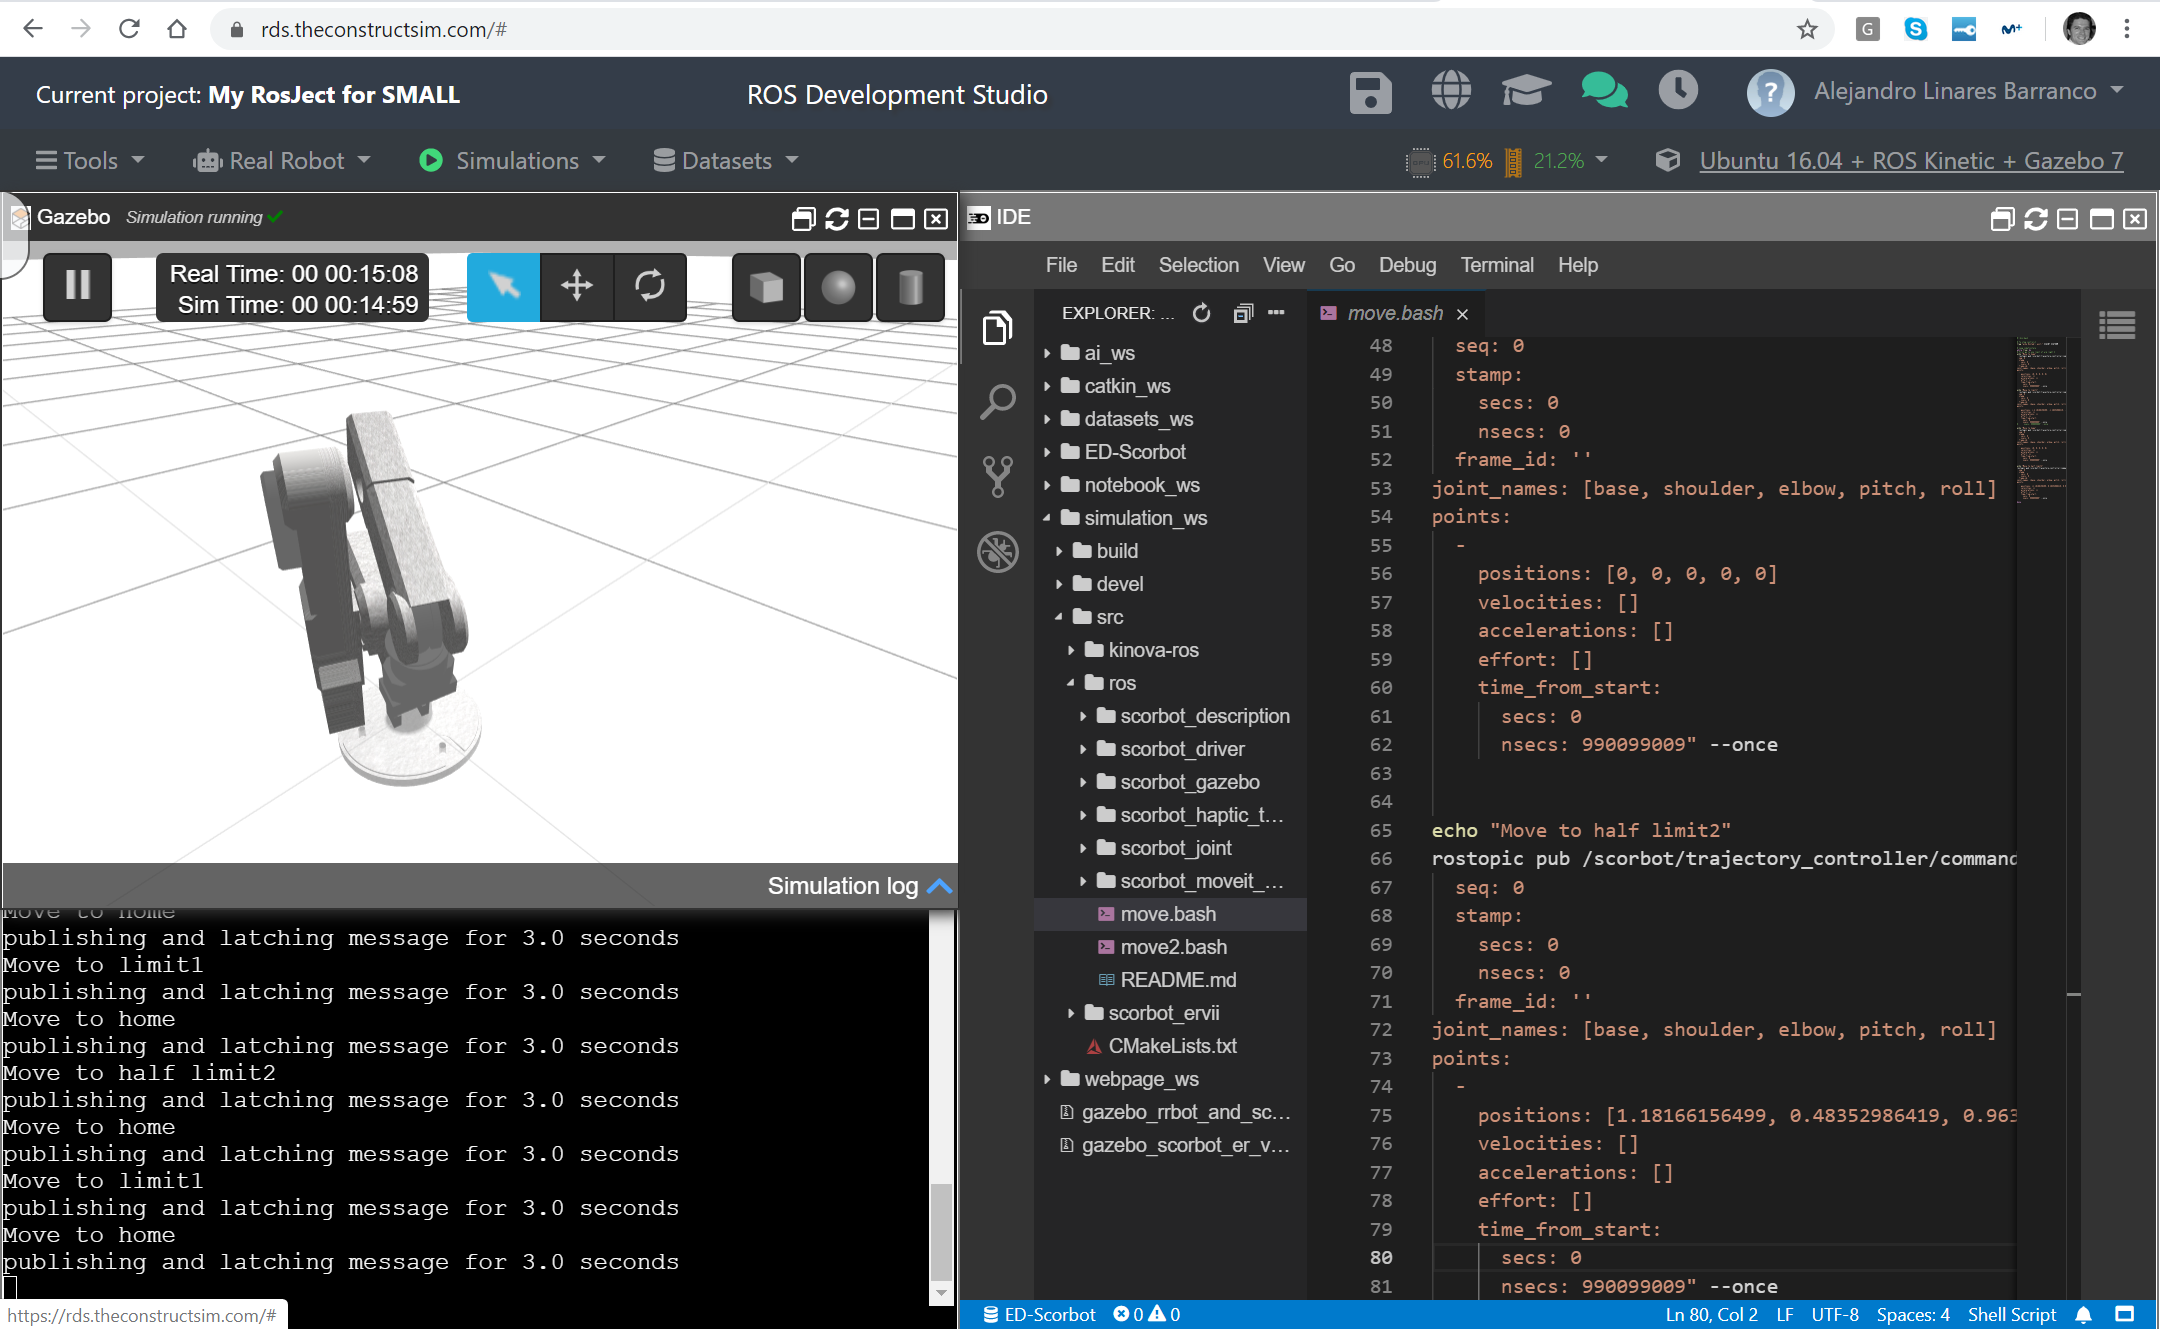 rds.theconstructsim.com/#
Current project: My RosJect for SMALL
ROS Development Studio
Alejandro Linares Barranco
Tools
Real Robot
Simulations
Datasets
61.6%
21.2%
Ubuntu 16.04 + ROS Kinetic + Gazebo 7
Gazebo Simulation running
Real Time: 00 00:15:08
Sim Time: 00 00:14:59
Simulation log
Move to home
publishing and latching message for 3.0 seconds
Move to limit1
publishing and latching message for 3.0 seconds
Move to home
publishing and latching message for 3.0 seconds
Move to half limit2
publishing and latching message for 3.0 seconds
Move to home
publishing and latching message for 3.0 seconds
Move to limit1
publishing and latching message for 3.0 seconds
Move to home
publishing and latching message for 3.0 seconds
https://rds.theconstructsim.com/#
IDE
File Edit Selection View Go Debug Terminal Help
EXPLORER: ...
ai_ws
catkin_ws
datasets_ws
ED-Scorbot
notebook_ws
simulation_ws
build
devel
src
kinova-ros
ros
scorbot_description
scorbot_driver
scorbot_gazebo
scorbot_haptic_t...
scorbot_joint
scorbot_moveit_...
move.bash
move2.bash
README.md
scorbot_ervii
CMakeLists.txt
webpage_ws
gazebo_rrbot_and_sc...
gazebo_scorbot_er_v...
move.bash
48 seq: 0
49 stamp:
50 secs: 0
51 nsecs: 0
52 frame_id: ''
53 joint_names: [base, shoulder, elbow, pitch, roll]
54 points:
55 -
56 positions: [0, 0, 0, 0, 0]
57 velocities: []
58 accelerations: []
59 effort: []
60 time_from_start:
61 secs: 0
62 nsecs: 990099009" --once
63
64
65 echo "Move to half limit2"
66 rostopic pub /scorbot/trajectory_controller/command
67 seq: 0
68 stamp:
69 secs: 0
70 nsecs: 0
71 frame_id: ''
72 joint_names: [base, shoulder, elbow, pitch, roll]
73 points:
74 -
75 positions: [1.18166156499, 0.48352986419, 0.963
76 velocities: []
77 accelerations: []
78 effort: []
79 time_from_start:
80 secs: 0
81 nsecs: 990099009" --once
ED-Scorbot 0 0
Ln 80, Col 2 LF UTF-8 Spaces: 4 Shell Script